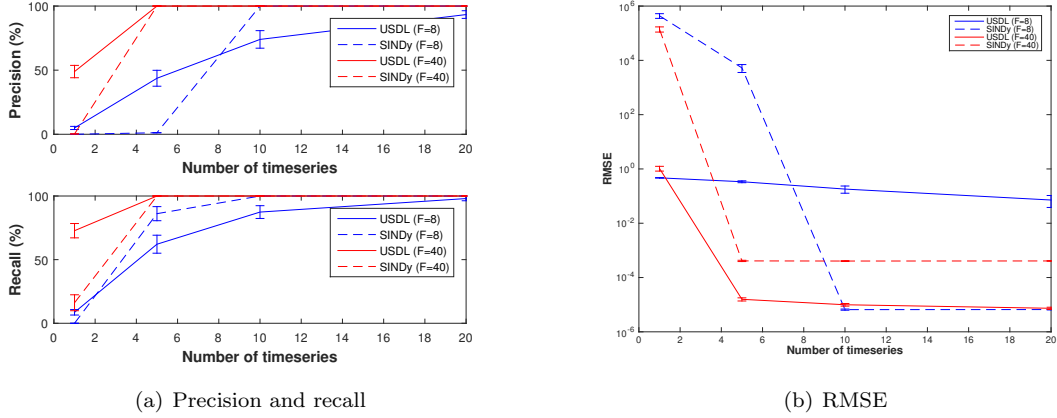 100
50
0
Precision (%)
0 2 4 6 8 10 12 14 16 18 20
Number of timeseries
USDL (F=8)
SINDy (F=8)
USDL (F=40)
SINDy (F=40)
100
50
0
Recall (%)
0 2 4 6 8 10 12 14 16 18 20
Number of timeseries
USDL (F=8)
SINDy (F=8)
USDL (F=40)
SINDy (F=40)
(a) Precision and recall
10^6
10^4
10^2
10^0
10^-2
10^-4
10^-6
RMSE
0 2 4 6 8 10 12 14 16 18 20
Number of timeseries
USDL (F=8)
SINDy (F=8)
USDL (F=40)
SINDy (F=40)
(b) RMSE